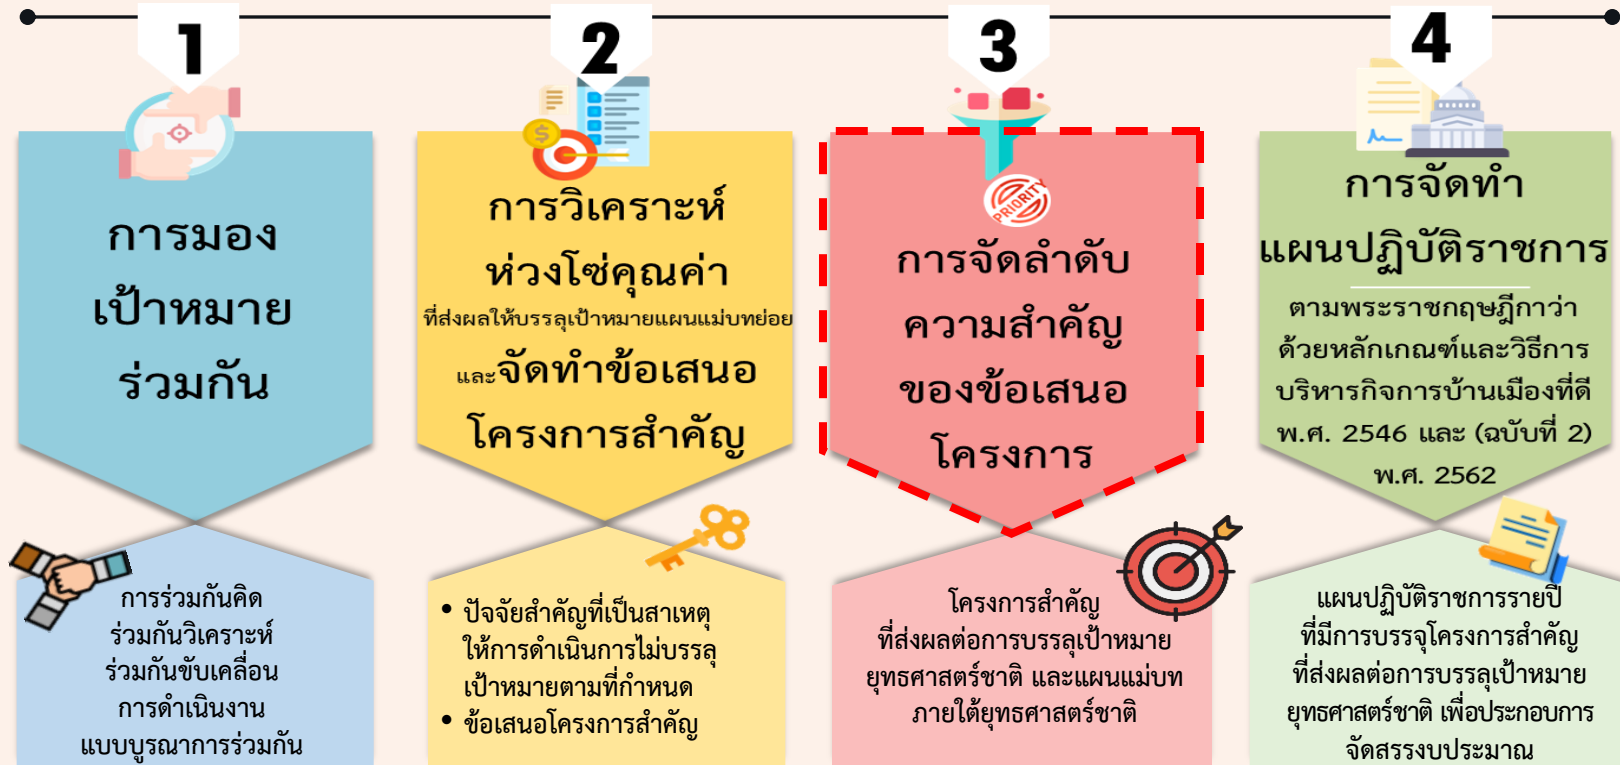 1
การมอง
เป้าหมาย
ร่วมกัน
การร่วมกันคิด
ร่วมกันวิเคราะห์
ร่วมกันขับเคลื่อน
การดำเนินงาน
แบบบูรณาการร่วมกัน
2
การวิเคราะห์
ห่วงโซ่คุณค่า
ที่ส่งผลให้บรรลุเป้าหมายแผนแม่บทย่อย
และจัดทำข้อเสนอ
โครงการสำคัญ
• ปัจจัยสำคัญที่เป็นสาเหตุ
ให้การดำเนินการไม่บรรลุ
เป้าหมายตามที่กำหนด
• ข้อเสนอโครงการสำคัญ
3
PRIORITY
การจัดลำดับ
ความสำคัญ
ของข้อเสนอ
โครงการ
โครงการสำคัญ
ที่ส่งผลต่อการบรรลุเป้าหมาย
ยุทธศาสตร์ชาติ และแผนแม่บท
ภายใต้ยุทธศาสตร์ชาติ
4
การจัดทำ
แผนปฏิบัติราชการ
ตามพระราชกฤษฎีกาว่า
ด้วยหลักเกณฑ์และวิธีการ
บริหารกิจการบ้านเมืองที่ดี
พ.ศ. 2546 และ (ฉบับที่ 2)
พ.ศ. 2562
แผนปฏิบัติราชการรายปี
ที่มีการบรรจุโครงการสำคัญ
ที่ส่งผลต่อการบรรลุเป้าหมาย
ยุทธศาสตร์ชาติ เพื่อประกอบการ
จัดสรรงบประมาณ